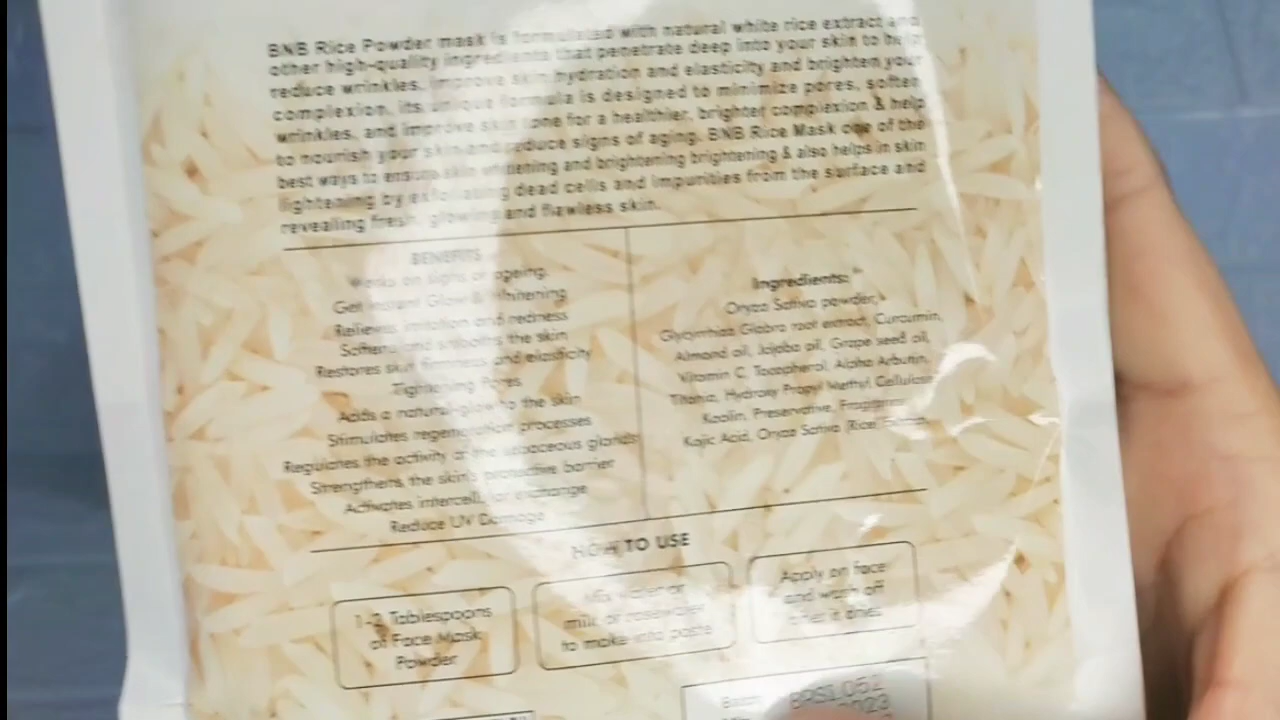 BNB Rice Powder mask is formulated with natural white rice extract and
other high-quality ingredients that penetrate deep into your skin to help
reduce wrinkles, improve skin hydration and elasticity and brighten your
complexion, its unique formula is designed to minimize pores, soften
wrinkles, and improve skin tone for a healthier, brighter complexion & help
to nourish your skin and reduce signs of aging. BNB Rice Mask one of the
best ways to ensure skin whitening and brightening brightening & also helps in skin
lightening by exfoliating dead cells and impurities from the surface and
revealing fresh, glowing and flawless skin.
BENEFITS
Works on signs of ageing.
Get Instant Glow & Whitening
Relieves irritation and redness
Softens and smooths the skin
Restores skin firmness and elasticity
Tightening Pores
Adds a natural glow to the skin
Stimulates regeneration processes
Regulates the activity of the sebaceous glands
Strengthens the skin's protective barrier
Activates intercellular exchange
Reduce UV Damage
Ingredients:
Oryza Sativa powder,
Glycyrrhiza Glabra root extract, Curcumin,
Almond oil, Jojoba oil, Grape seed oil,
Vitamin C, Tocopherol, Alpha Arbutin,
Titania, Hydroxy Propyl Methyl Cellulose
Kaolin, Preservative, Fragrance
Kojic Acid, Oryza Sativa (Rice) Extract
HOW TO USE
1-2 Tablespoons
of Face Mask
Powder
Mix water or
milk or rosewater
to make into paste
Apply on face
and wash off
after it dries
Batch BRS1051
2023